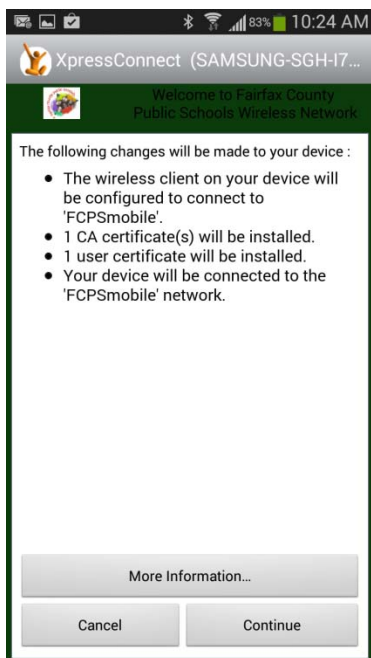 83% 10:24 AM
XpressConnect (SAMSUNG-SGH-I7...
Welcome to Fairfax County
Public Schools Wireless Network
The following changes will be made to your device :
• The wireless client on your device will
be configured to connect to
'FCPSmobile'.
• 1 CA certificate(s) will be installed.
• 1 user certificate will be installed.
• Your device will be connected to the
'FCPSmobile' network.
More Information...
Cancel Continue